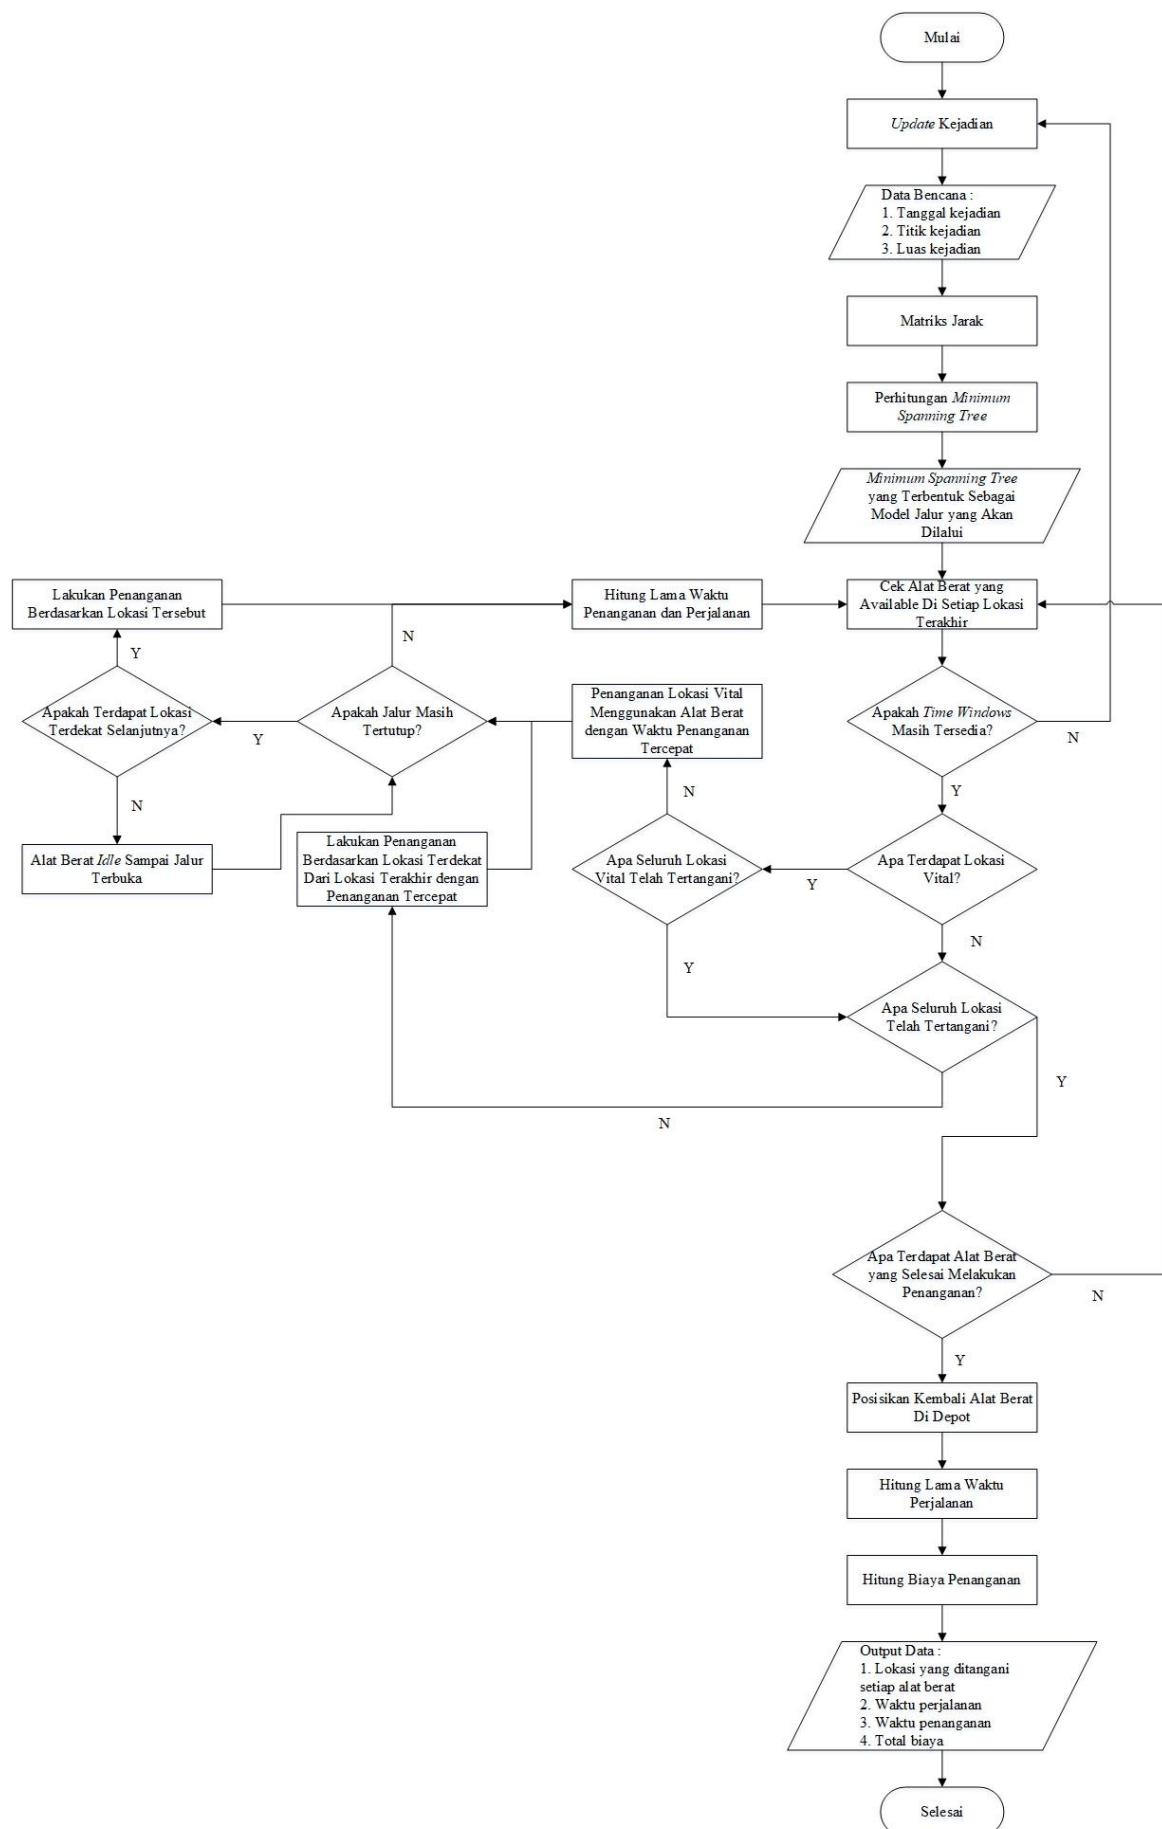 Mulai
Update Kejadian
Data Bencana :
1. Tanggal kejadian
2. Titik kejadian
3. Luas kejadian
Matriks Jarak
Perhitungan Minimum
Spanning Tree
Minimum Spanning Tree
yang Terbentuk Sebagai
Model Jalur yang Akan
Dilalui
Lakukan Penanganan
Berdasarkan Lokasi Tersebut
Hitung Lama Waktu
Penanganan dan Perjalanan
Cek Alat Berat yang
Available Di Setiap Lokasi
Terakhir
Y
N
Apakah Terdapat Lokasi
Terdekat Selanjutnya?
Y
Apakah Jalur Masih
Tertutup?
Penanganan Lokasi Vital
Menggunakan Alat Berat
dengan Waktu Penanganan
Tercepat
Apakah Time Windows
Masih Tersedia?
N
N
N
Y
Alat Berat Idle Sampai Jalur
Terbuka
Lakukan Penanganan
Berdasarkan Lokasi Terdekat
Dari Lokasi Terakhir dengan
Penanganan Tercepat
Apa Seluruh Lokasi
Vital Telah Tertangani?
Y
Apa Terdapat Lokasi
Vital?
Y
N
Apa Seluruh Lokasi
Telah Tertangani?
Y
N
Apa Terdapat Alat Berat
yang Selesai Melakukan
Penanganan?
N
Y
Posisikan Kembali Alat Berat
Di Depot
Hitung Lama Waktu
Perjalanan
Hitung Biaya Penanganan
Output Data :
1. Lokasi yang ditangani
setiap alat berat
2. Waktu perjalanan
3. Waktu penanganan
4. Total biaya
Selesai